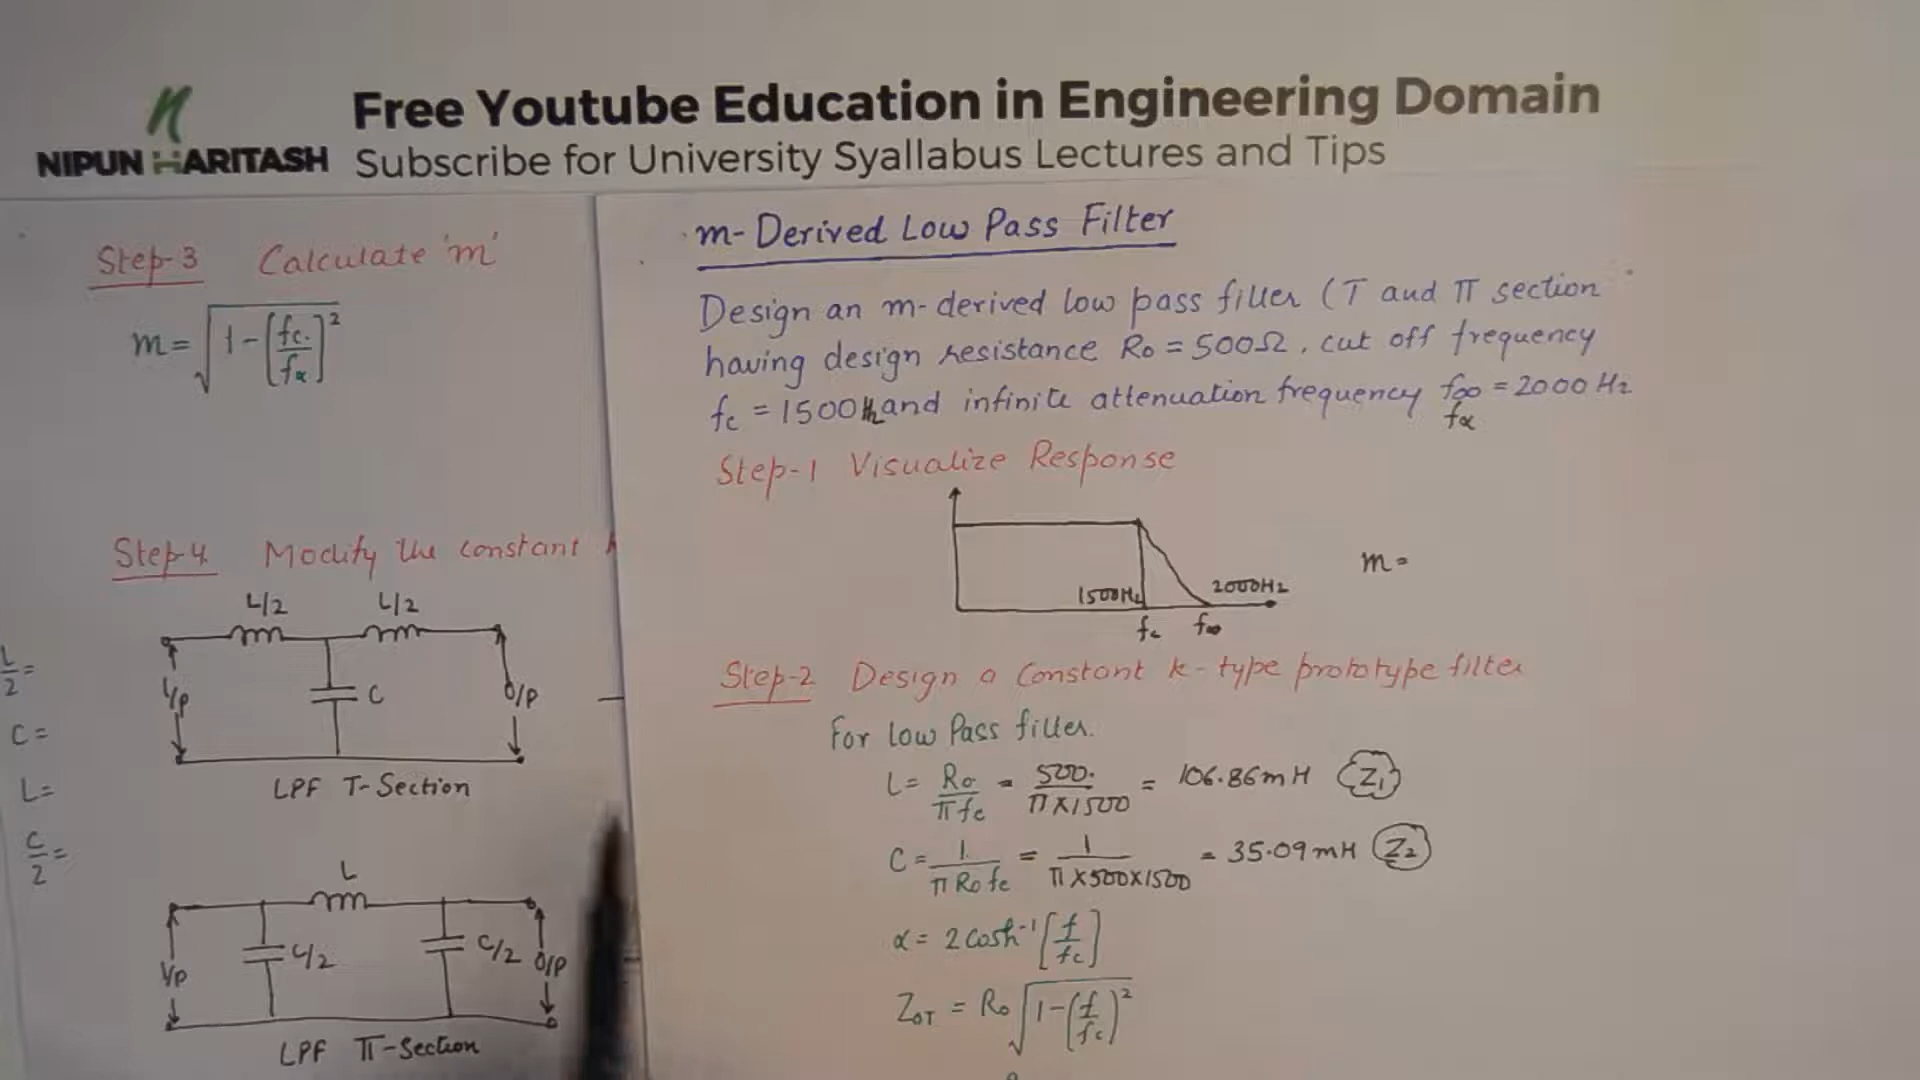 NIPUN HARITASH
Free Youtube Education in Engineering Domain
Subscribe for University Syallabus Lectures and Tips
Step-3 Calculate 'm'
m = √(1 - [fc/fα]²)
Step-4 Modify the constant
L/2 L/2
I/P C O/P
LPF T-Section
L/2 =
C =
L =
C/2 =
L
I/P C/2 C/2 O/P
LPF π-Section
m-Derived Low Pass Filter
Design an m-derived low pass filter (T and π section
having design resistance Ro = 500Ω, cut off frequency
fc = 1500Hz and infinite attenuation frequency f∞ = 2000 Hz
fα
Step-1 Visualize Response
1500Hz 2000Hz
fc f∞
m =
Step-2 Design a Constant k-type prototype filter
For Low Pass filter.
L = Ro/πfc = 500/π×1500 = 106.86mH Z1
C = 1/πRofc = 1/π×500×1500 = 35.09mH Z2
α = 2cosh⁻¹[f/fc]
ZOT = Ro√(1-(f/fc)²)